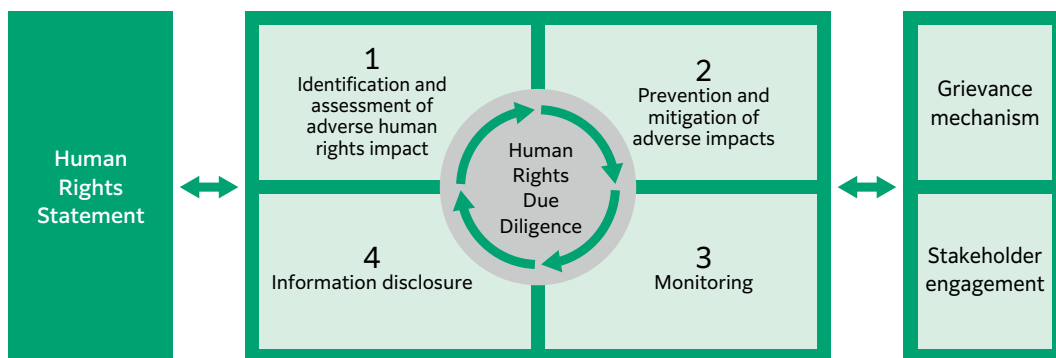 Human
Rights
Statement
1
Identification and
assessment of
adverse human
rights impact
2
Prevention and
mitigation of
adverse impacts
Human
Rights
Due
Diligence
4
Information disclosure
3
Monitoring
Grievance
mechanism
Stakeholder
engagement